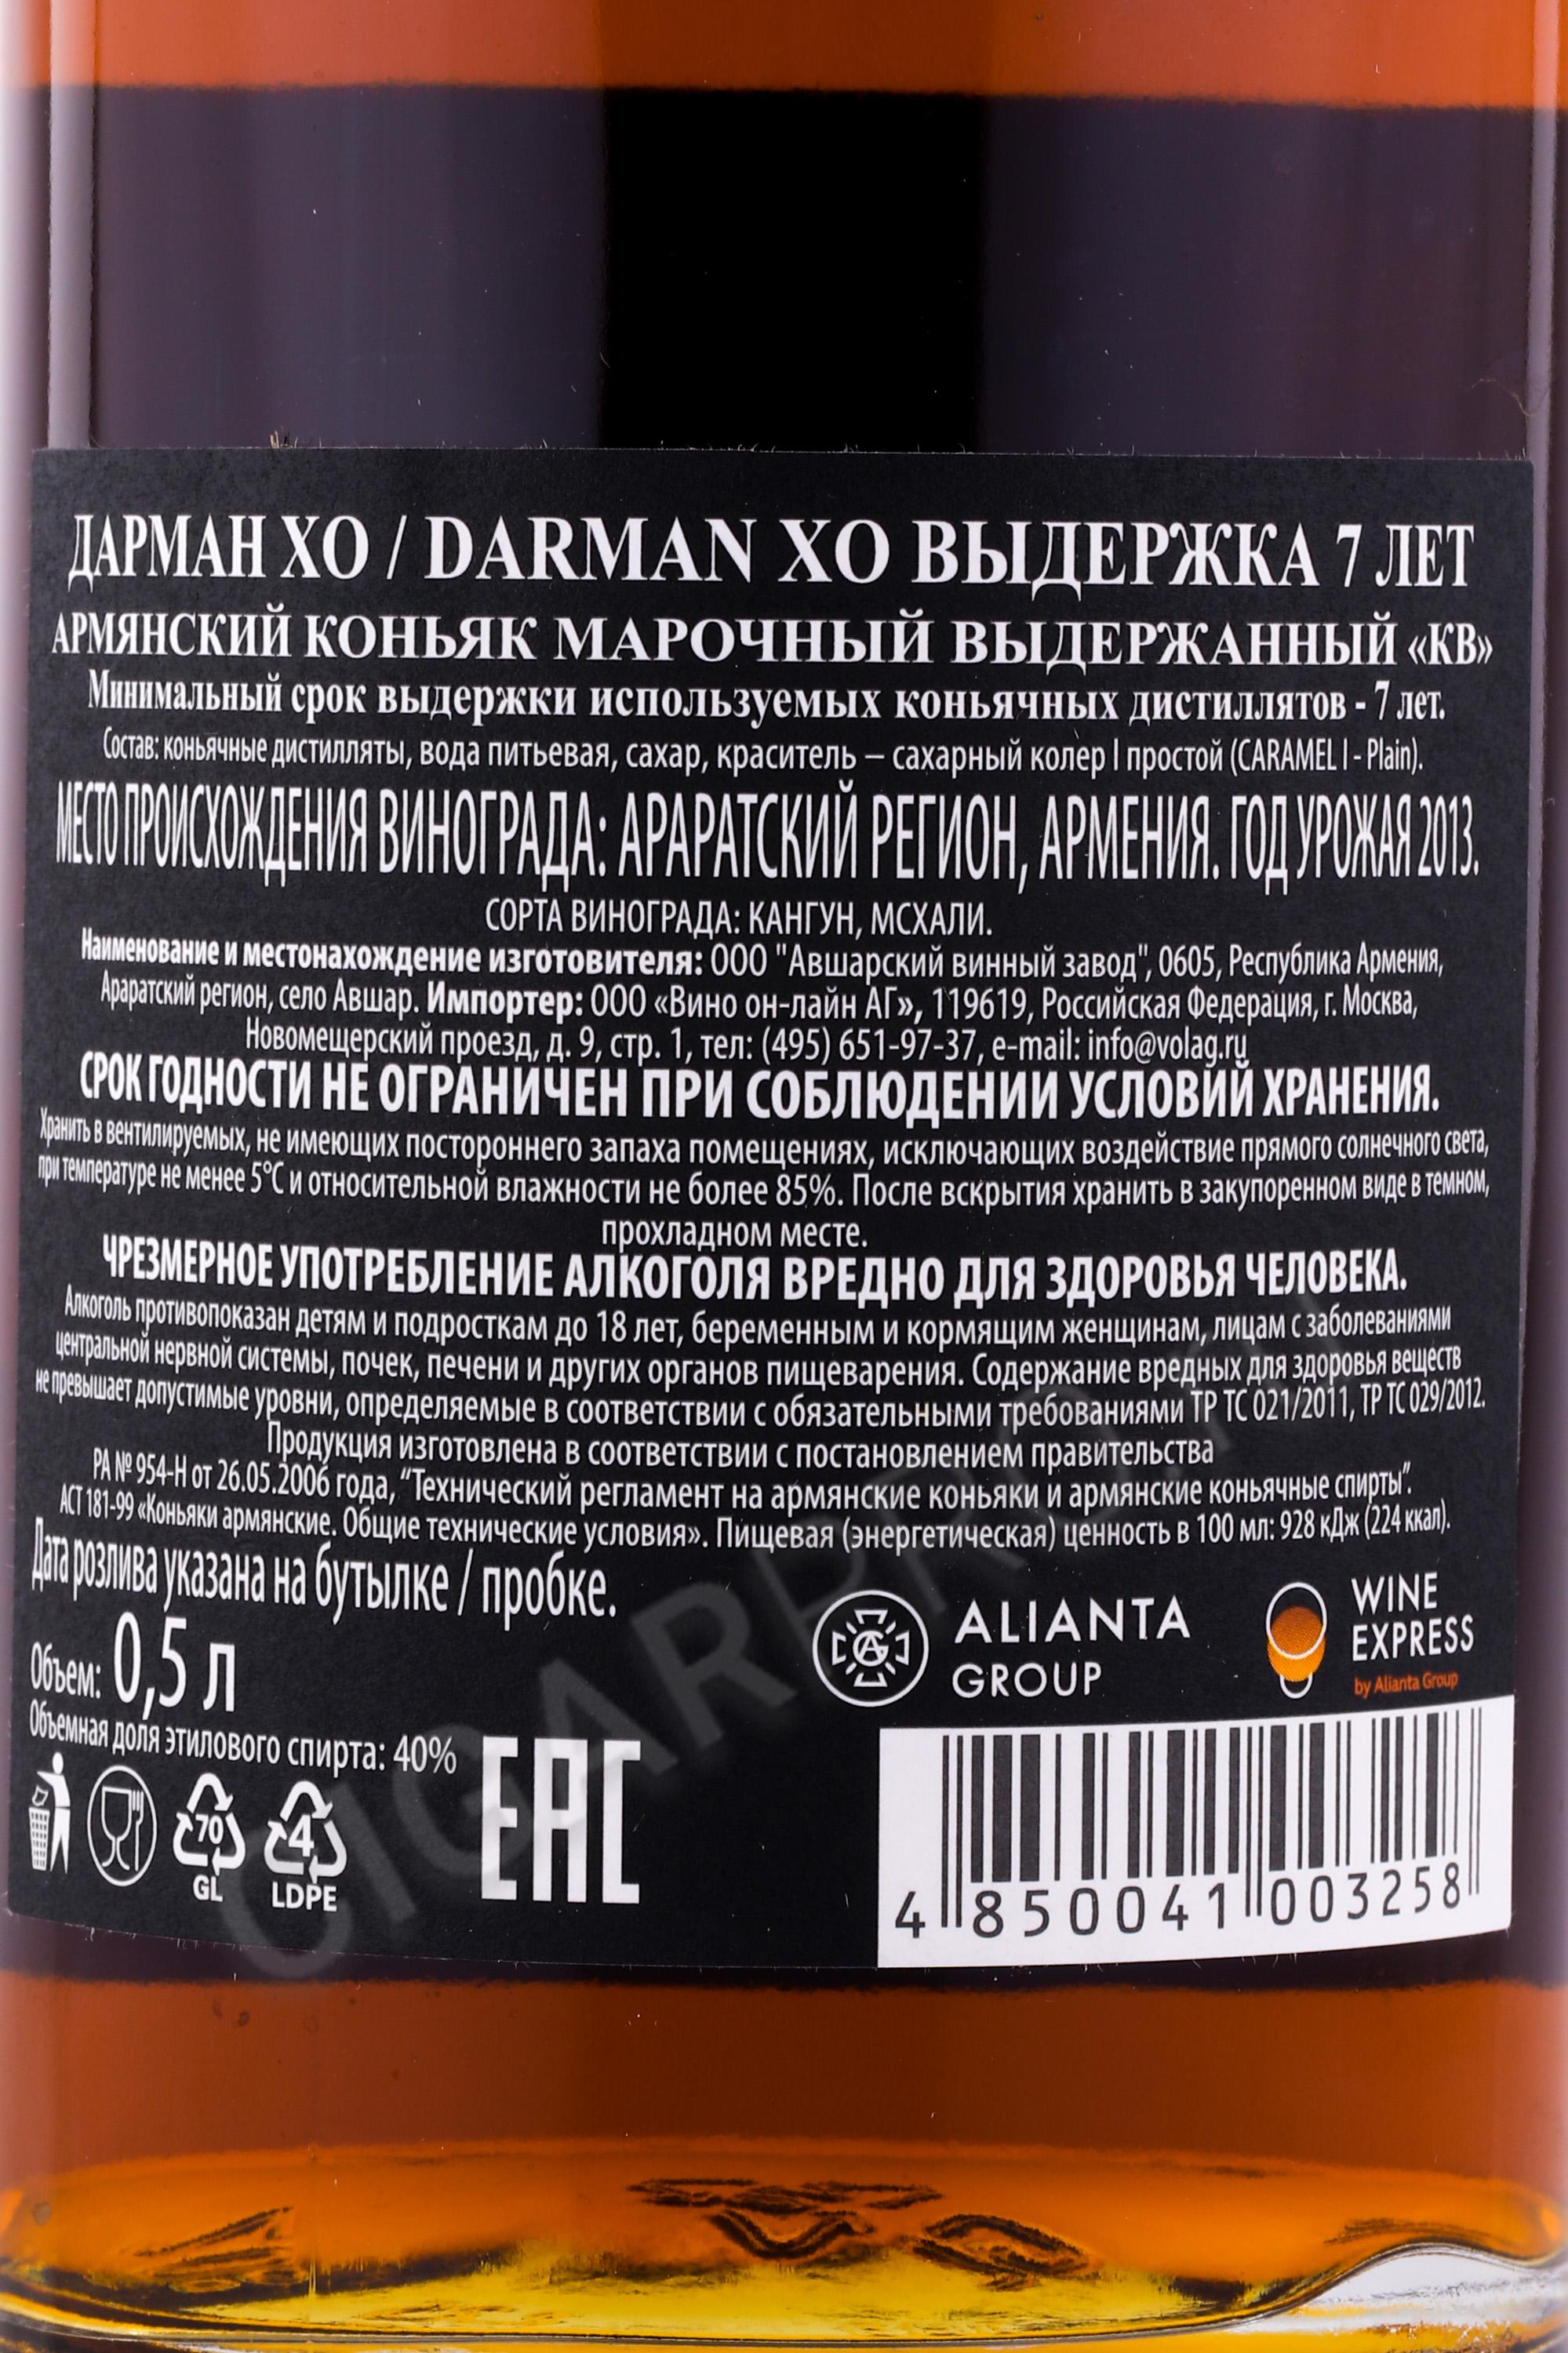 ДАРМАН ХО / DARMAN XO ВЫДЕРЖКА 7 ЛЕТ
АРМЯНСКИЙ КОНЬЯК МАРОЧНЫЙ ВЫДЕРЖАННЫЙ «КВ»
Минимальный срок выдержки используемых коньячных дистиллятов - 7 лет.
Состав: коньячные дистилляты, вода питьевая, сахар, краситель – сахарный колер I простой (CARAMEL I - Plain).
МЕСТО ПРОИСХОЖДЕНИЯ ВИНОГРАДА: АРАРАТСКИЙ РЕГИОН, АРМЕНИЯ. ГОД УРОЖАЯ 2013.
СОРТА ВИНОГРАДА: КАНГУН, МСХАЛИ.
Наименование и местонахождение изготовителя: ООО "Авшарский винный завод", 0605, Республика Армения,
Араратский регион, село Авшар. Импортер: ООО «Вино он-лайн АГ», 119619, Российская Федерация, г. Москва,
Новомещерский проезд, д. 9, стр. 1, тел: (495) 651-97-37, e-mail: info@volag.ru
СРОК ГОДНОСТИ НЕ ОГРАНИЧЕН ПРИ СОБЛЮДЕНИИ УСЛОВИЙ ХРАНЕНИЯ.
Хранить в вентилируемых, не имеющих постороннего запаха помещениях, исключающих воздействие прямого солнечного света,
при температуре не менее 5°С и относительной влажности не более 85%. После вскрытия хранить в закупоренном виде в темном,
прохладном месте.
ЧРЕЗМЕРНОЕ УПОТРЕБЛЕНИЕ АЛКОГОЛЯ ВРЕДНО ДЛЯ ЗДОРОВЬЯ ЧЕЛОВЕКА.
Алкоголь противопоказан детям и подросткам до 18 лет, беременным и кормящим женщинам, лицам с заболеваниями
центральной нервной системы, почек, печени и других органов пищеварения. Содержание вредных для здоровья веществ
не превышает допустимые уровни, определяемые в соответствии с обязательными требованиями ТР ТС 021/2011, ТР ТС 029/2012.
Продукция изготовлена в соответствии с постановлением правительства
РА № 954-Н от 26.05.2006 года, “Технический регламент на армянские коньяки и армянские коньячные спирты”.
АСТ 181-99 «Коньяки армянские. Общие технические условия». Пищевая (энергетическая) ценность в 100 мл: 928 кДж (224 ккал).
Дата розлива указана на бутылке / пробке.
ALIANTA
GROUP
WINE
EXPRESS
by Alianta Group
Объем: 0,5 л
Объемная доля этилового спирта: 40%
70
GL
4
LDPE
EAC
4 850041 003258
CIGARPRO.ru